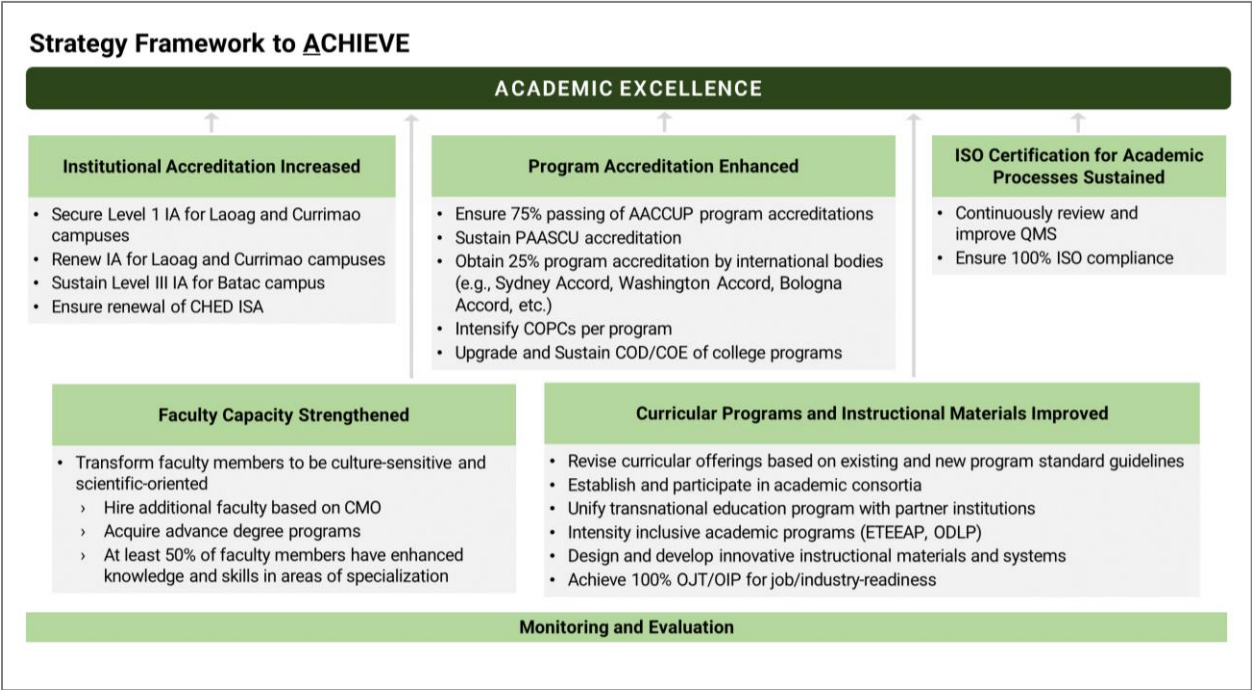 Strategy Framework to ACHIEVE
ACADEMIC EXCELLENCE
Institutional Accreditation Increased
• Secure Level 1 IA for Laoag and Currimao
campuses
• Renew IA for Laoag and Currimao campuses
• Sustain Level III IA for Batac campus
• Ensure renewal of CHED ISA
Program Accreditation Enhanced
• Ensure 75% passing of AACCUP program accreditations
• Sustain PAASCU accreditation
• Obtain 25% program accreditation by international bodies
(e.g., Sydney Accord, Washington Accord, Bologna
Accord, etc.)
• Intensify COPCs per program
• Upgrade and Sustain COD/COE of college programs
ISO Certification for Academic
Processes Sustained
• Continuously review and
improve QMS
• Ensure 100% ISO compliance
Faculty Capacity Strengthened
• Transform faculty members to be culture-sensitive and
scientific-oriented
› Hire additional faculty based on CMO
› Acquire advance degree programs
› At least 50% of faculty members have enhanced
knowledge and skills in areas of specialization
Curricular Programs and Instructional Materials Improved
• Revise curricular offerings based on existing and new program standard guidelines
• Establish and participate in academic consortia
• Unify transnational education program with partner institutions
• Intensity inclusive academic programs (ETEEAP, ODLP)
• Design and develop innovative instructional materials and systems
• Achieve 100% OJT/OIP for job/industry-readiness
Monitoring and Evaluation